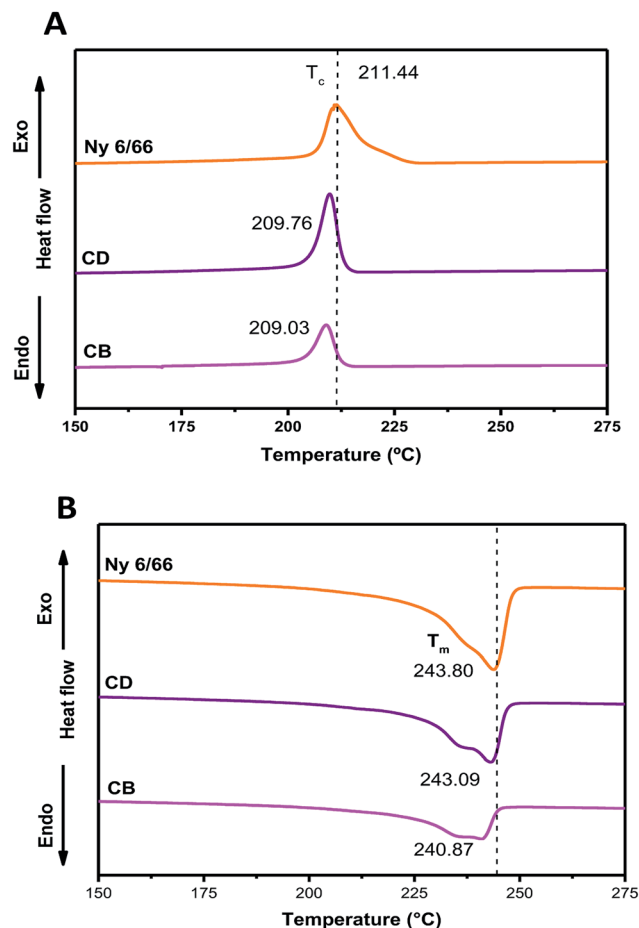 A
Tc 211.44
Exo
Ny 6/66
Heat flow
209.76
CD
209.03
Endo
CB
150 175 200 225 250 275
Temperature (ºC)
B
Ny 6/66
Exo
Tm
243.80
Heat flow
CD
243.09
CB
Endo
240.87
150 175 200 225 250 275
Temperature (°C)